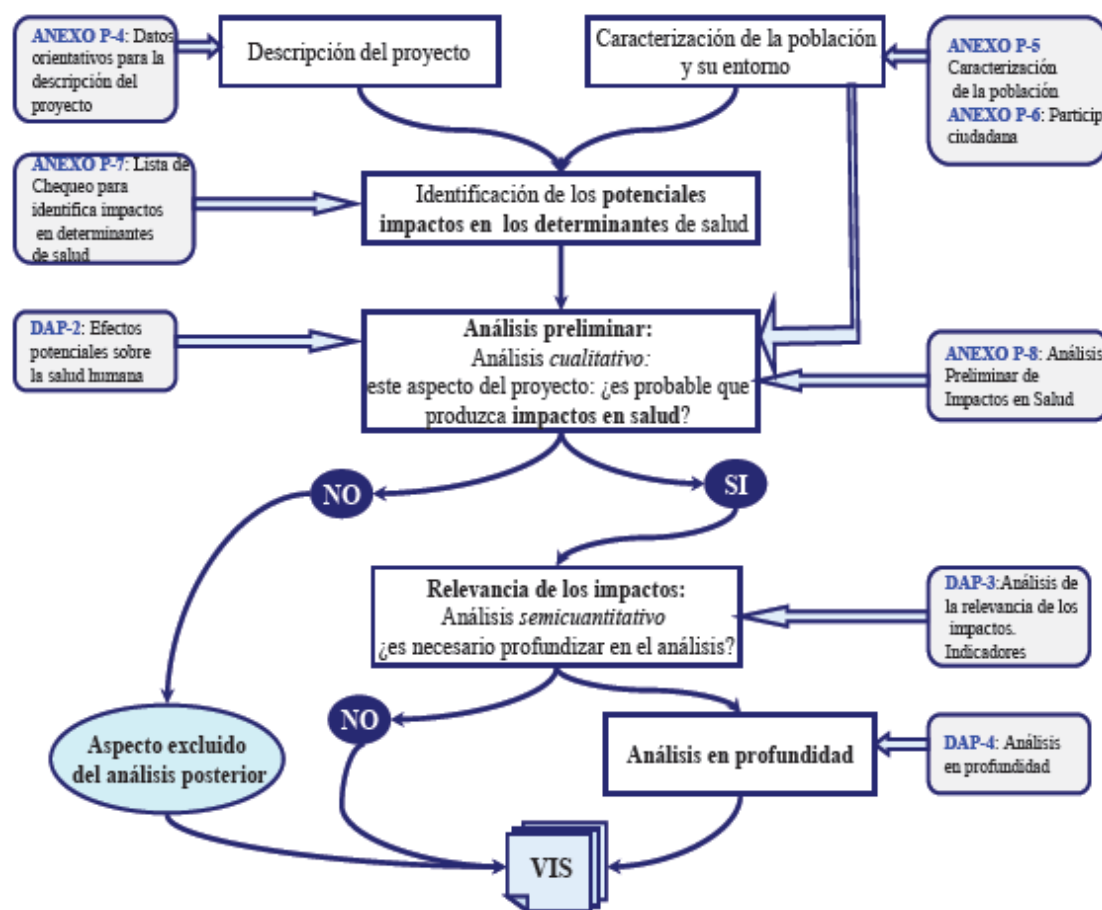 ANEXO P-4: Datos
orientativos para la
descripción del
proyecto
Descripción del proyecto
Caracterización de la población
y su entorno
ANEXO P-5
Caracterización
de la población
ANEXO P-6: Particip
ciudadana
ANEXO P-7: Lista de
Chequeo para
identifica impactos
en determinantes
de salud
Identificación de los potenciales
impactos en los determinantes de salud
DAP-2: Efectos
potenciales sobre
la salud humana
Análisis preliminar:
Análisis cualitativo:
este aspecto del proyecto: ¿es probable que
produzca impactos en salud?
ANEXO P-8: Análisis
Preliminar de
Impactos en Salud
NO
SI
Relevancia de los impactos:
Análisis semicuantitativo
¿es necesario profundizar en el análisis?
DAP-3:Análisis de
la relevancia de los
impactos.
Indicadores
NO
Aspecto excluido
del análisis posterior
Análisis en profundidad
DAP-4: Análisis
en profundidad
VIS